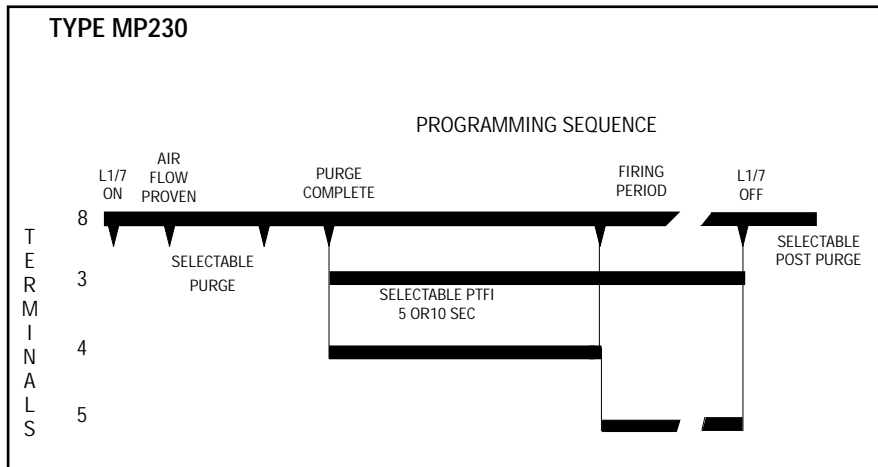 TYPE MP230
PROGRAMMING SEQUENCE
L1/7
ON
AIR
FLOW
PROVEN
PURGE
COMPLETE
FIRING
PERIOD
L1/7
OFF
TERMINALS
8
SELECTABLE
PURGE
SELECTABLE
POST PURGE
3
SELECTABLE PTFI
5 OR10 SEC
4
5